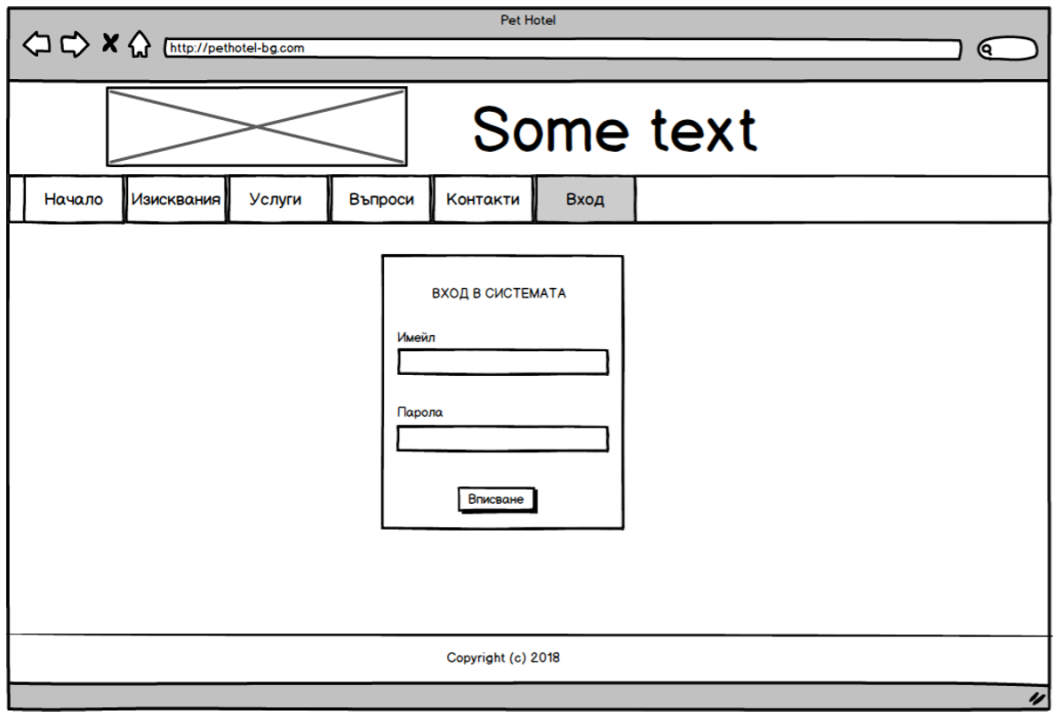 Pet Hotel
http://pethotel-bg.com
Some text
Начало Изисквания Услуги Въпроси Контакти Вход
ВХОД В СИСТЕМАТА
Имейл
Парола
Вписване
Copyright (c) 2018